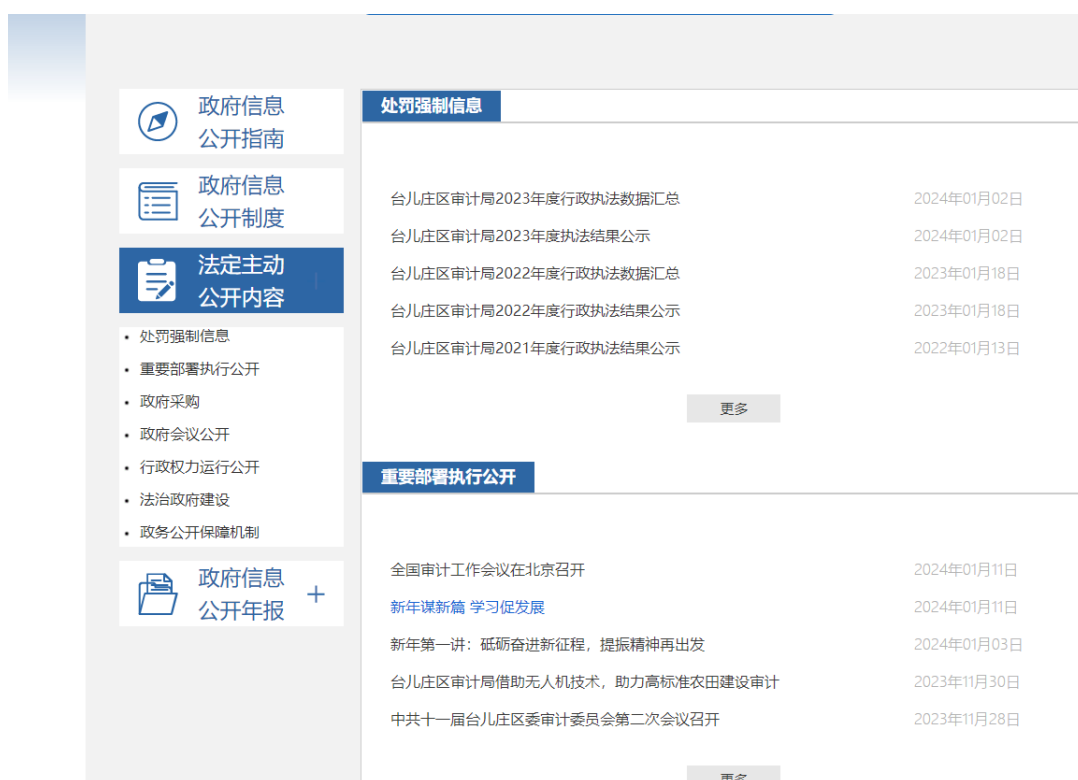 政府信息
公开指南
政府信息
公开制度
法定主动
公开内容
处罚强制信息
重要部署执行公开
政府采购
政府会议公开
行政权力运行公开
法治政府建设
政务公开保障机制
政府信息
公开年报
处罚强制信息
台儿庄区审计局2023年度行政执法数据汇总 2024年01月02日
台儿庄区审计局2023年度执法结果公示 2024年01月02日
台儿庄区审计局2022年度行政执法数据汇总 2023年01月18日
台儿庄区审计局2022年度行政执法结果公示 2023年01月18日
台儿庄区审计局2021年度行政执法结果公示 2022年01月13日
更多
重要部署执行公开
全国审计工作会议在北京召开 2024年01月11日
新年谋新篇 学习促发展 2024年01月11日
新年第一讲：砥砺奋进新征程，提振精神再出发 2024年01月03日
台儿庄区审计局借助无人机技术，助力高标准农田建设审计 2023年11月30日
中共十一届台儿庄区委审计委员会第二次会议召开 2023年11月28日
更多